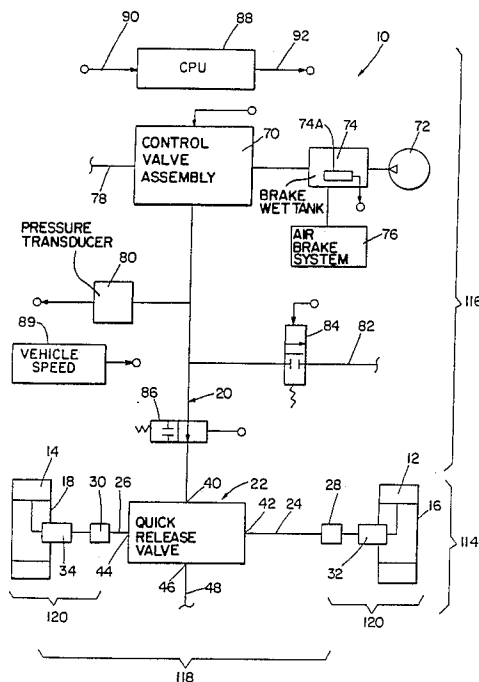 90
88
92
10
CPU
74A
74
72
70
CONTROL
VALVE
ASSEMBLY
78
BRAKE
WET TANK
PRESSURE
TRANSDUCER
80
AIR
BRAKE
SYSTEM
76
116
89
84
82
VEHICLE
SPEED
86
20
14
18
30
26
40
22
42
24
28
12
16
QUICK
RELEASE
VALVE
34
44
32
114
46
48
120
120
118